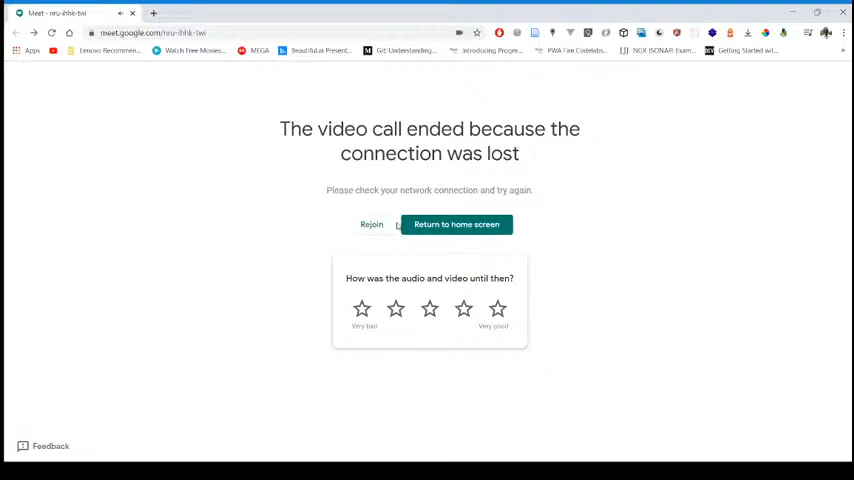 Meet - nru-ihhk-twi
meet.google.com/nru-ihhk-twi
Apps Lenovo Recommen... Watch Free Movies... MEGA Beautiful.ai Present... Git Understanding... Introducing Progre... PWA Fire Codelabs... NGX ISONAPI Exam... Getting Started wit...
The video call ended because the
connection was lost
Please check your network connection and try again.
Rejoin Return to home screen
How was the audio and video until then?
Very bad Very good
Feedback